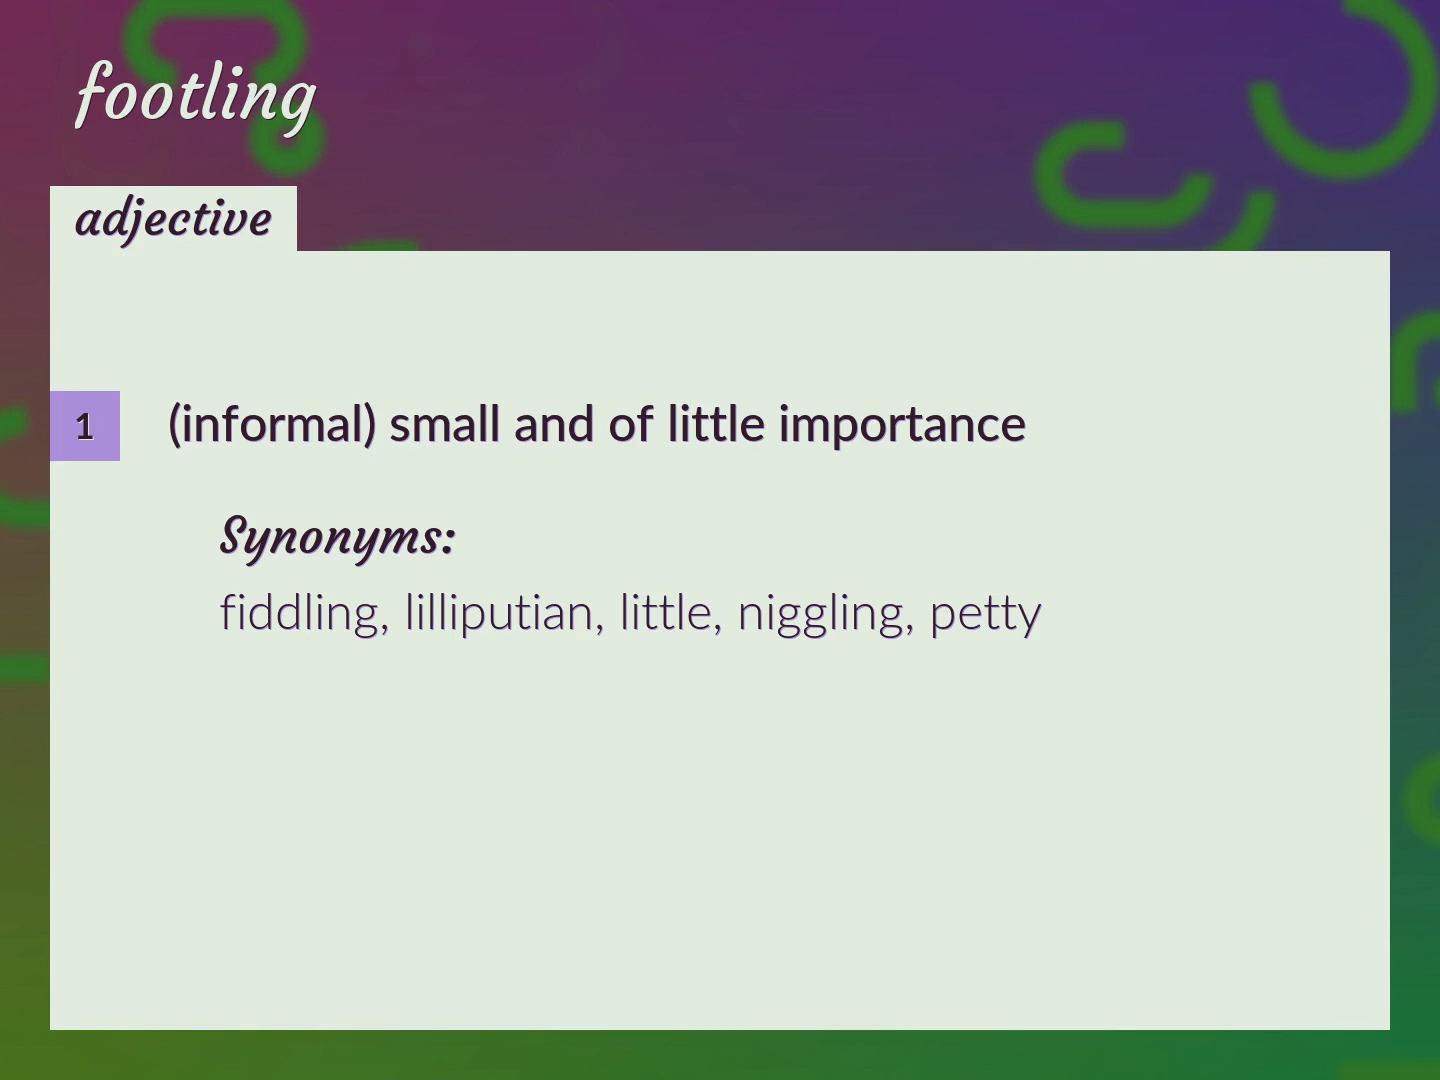 footling
adjective
1 (informal) small and of little importance
Synonyms:
fiddling, lilliputian, little, niggling, petty